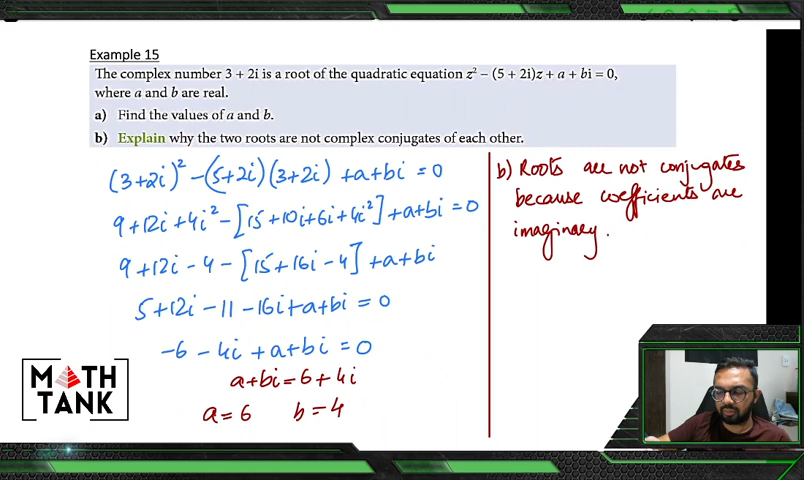 Example 15
The complex number 3 + 2i is a root of the quadratic equation z² − (5 + 2i)z + a + bi = 0,
where a and b are real.
a) Find the values of a and b.
b) Explain why the two roots are not complex conjugates of each other.
(3+2i)² −(5+2i)(3+2i) +a+bi =0
9+12i+4i² −[15+10i+6i+4i²]+a+bi=0
9+12i −4 −[15+16i −4] +a+bi
5+12i −11 −16i+a+bi =0
-6 −4i +a+bi =0
a+bi=6+4i
a=6 b=4
b) Roots are not conjugates
because coefficients are
imaginary.
MATH
TANK